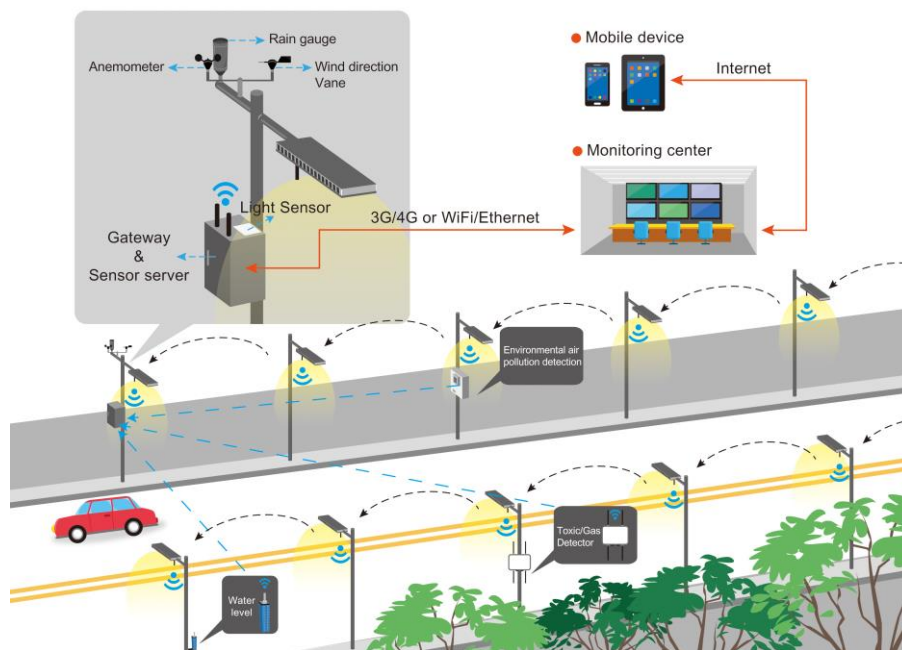 Rain gauge
Anemometer
Wind direction
Vane
Light Sensor
Gateway
&
Sensor server
3G/4G or WiFi/Ethernet
Mobile device
Internet
Monitoring center
Environmental air
pollution detection
Toxic/Gas
Detector
Water
level